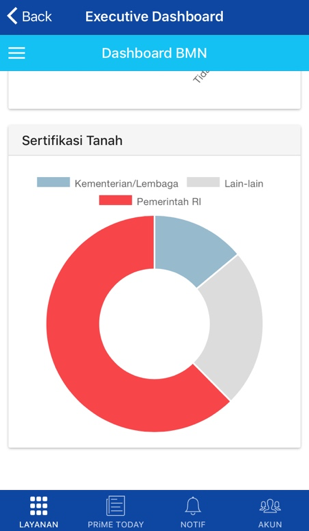 Back
Executive Dashboard
Dashboard BMN
Sertifikasi Tanah
Kementerian/Lembaga
Lain-lain
Pemerintah RI
LAYANAN
PRiME TODAY
NOTIF
AKUN